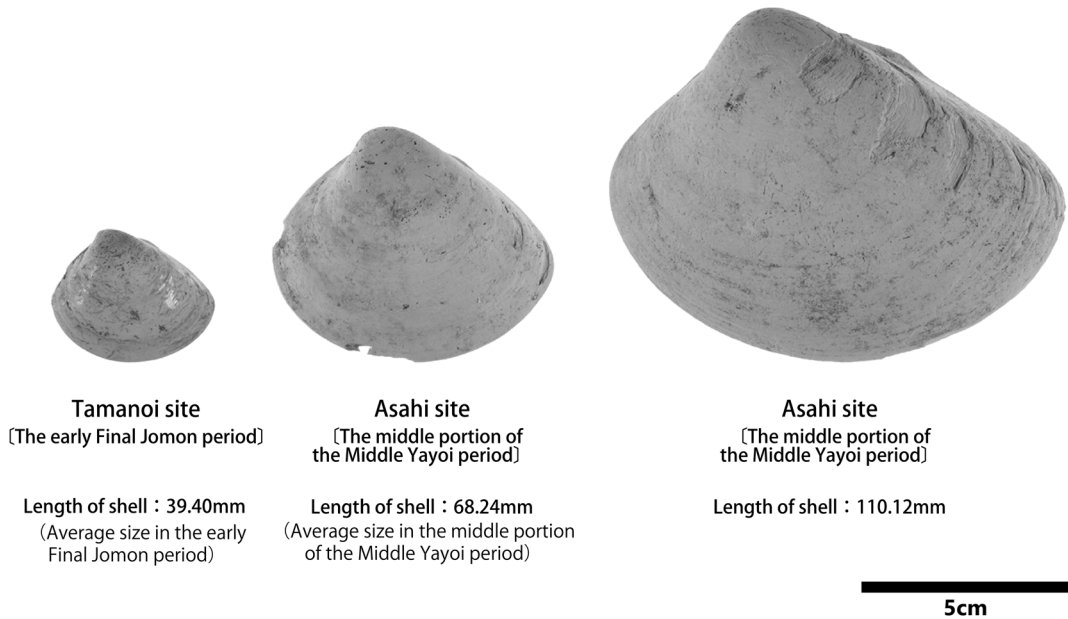 Tamanoi site
〔The early Final Jomon period〕
Length of shell：39.40mm
（Average size in the early
Final Jomon period）
Asahi site
〔The middle portion of
the Middle Yayoi period〕
Length of shell：68.24mm
（Average size in the middle portion
of the Middle Yayoi period）
Asahi site
〔The middle portion of
the Middle Yayoi period〕
Length of shell：110.12mm
5cm